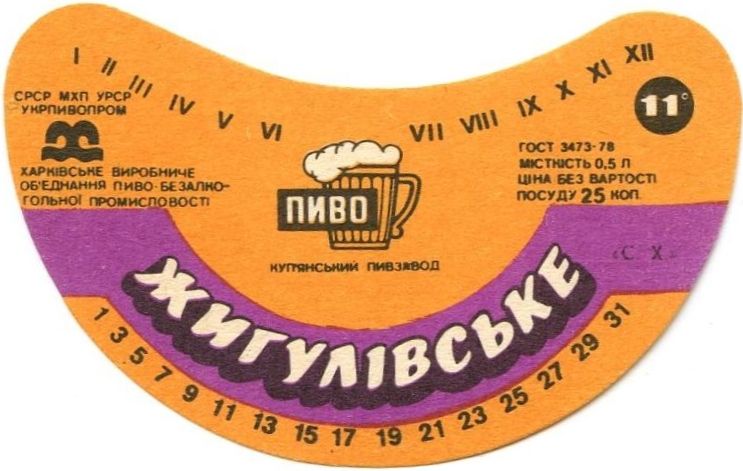 I II III IV V V VI VII VIII IX X XI XII
СРСР МХП УРСР
УКРПИВОПРОМ
ХАРКІВСЬКЕ ВИРОБНИЧЕ
ОБ'ЄДНАННЯ ПИВО-БЕЗАЛКО-
ГОЛЬНОЇ ПРОМИСЛОВОСТІ
11°
ГОСТ 3473-78
МІСТКІСТЬ 0,5 Л
ЦІНА БЕЗ ВАРТОСТІ
ПОСУДУ 25 КОП.
ПИВО
КУП'ЯНСЬКИЙ ПИВЗАВОД
«С Х»
ЖИГУЛІВСЬКЕ
1 3 5 7 9 11 13 15 17 19 21 23 25 27 29 31